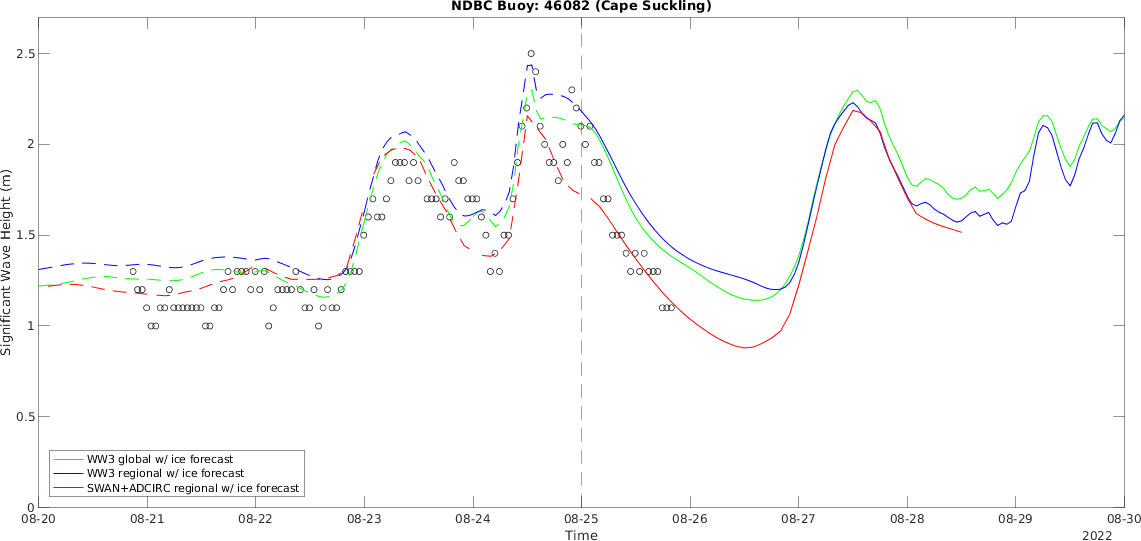 NDBC Buoy: 46082 (Cape Suckling)
2.5
2
1.5
1
0.5
0
Significant Wave Height (m)
WW3 global w/ ice forecast
WW3 regional w/ ice forecast
SWAN+ADCIRC regional w/ ice forecast
08-20 08-21 08-22 08-23 08-24 08-25 08-26 08-27 08-28 08-29 08-30
Time
2022